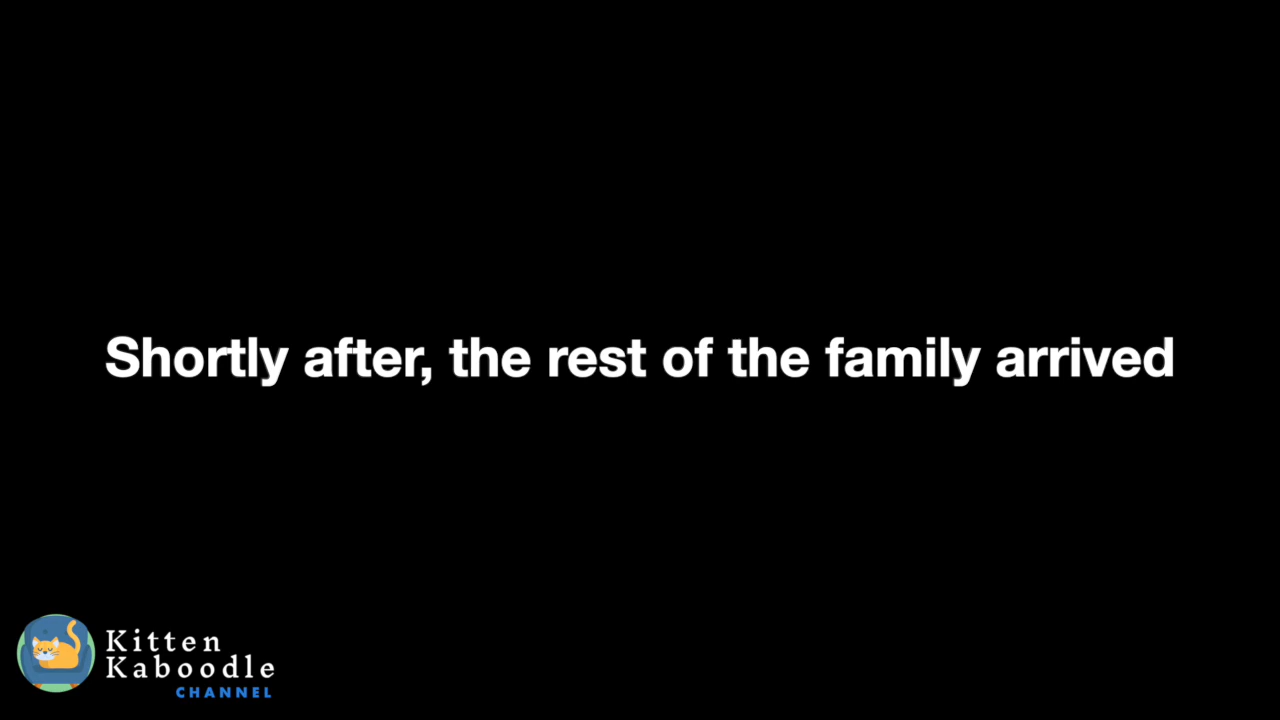 Shortly after, the rest of the family arrived
Kitten
Kaboodle
CHANNEL